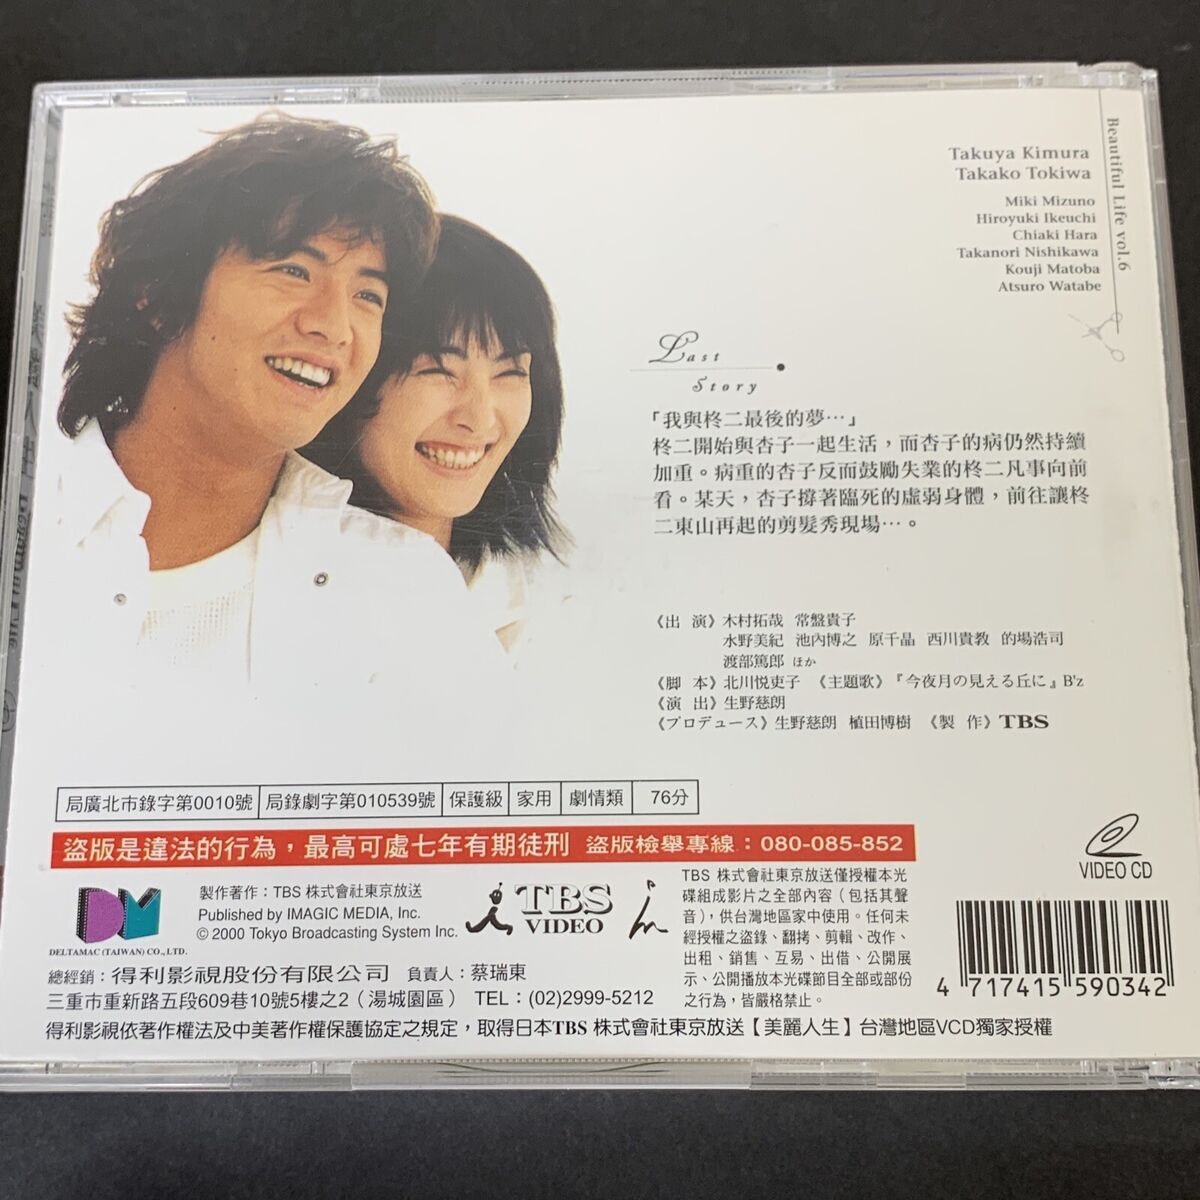 Beautiful Life vol.6
Takuya Kimura
Takako Tokiwa
Miki Mizuno
Hiroyuki Ikeuchi
Chiaki Hara
Takanori Nishikawa
Kouji Matoba
Atsuro Watabe
Last
Story
「我與柊二最後的夢…」
柊二開始與杏子一起生活，而杏子的病仍然持續
加重。病重的杏子反而鼓勵失業的柊二凡事向前
看。某天，杏子撐著臨死的虛弱身體，前往讓柊
二東山再起的剪髮秀現場…。
《出 演》木村拓哉 常盤貴子
水野美紀 池內博之 原千晶 西川貴教 的場浩司
渡部篤郎 ほか
《脚 本》北川悦吏子 《主題歌》『今夜月の見える丘に』B'z
《演 出》生野慈朗
《プロデュース》生野慈朗 植田博樹 《製 作》TBS
局廣北市錄字第0010號 局錄劇字第010539號 保護級 家用 劇情類 76分
盜版是違法的行為，最高可處七年有期徒刑 盜版檢舉專線：080-085-852
VIDEO CD
DM
DELTAMAC (TAIWAN) CO., LTD.
製作著作：TBS 株式會社東京放送
Published by IMAGIC MEDIA, Inc.
© 2000 Tokyo Broadcasting System Inc.
TBS
VIDEO
TBS 株式會社東京放送僅授權本光
碟組成影片之全部內容（包括其聲
音），供台灣地區家中使用。任何未
經授權之盜錄、翻拷、剪輯、改作、
出租、銷售、互易、出借、公開展
示、公開播放本光碟節目全部或部份
之行為，皆嚴格禁止。
4 717415 590342
總經銷：得利影視股份有限公司 負責人：蔡瑞東
三重市重新路五段609巷10號5樓之2（湯城園區） TEL：(02)2999-5212
得利影視依著作權法及中美著作權保護協定之規定，取得日本TBS 株式會社東京放送【美麗人生】台灣地區VCD獨家授權